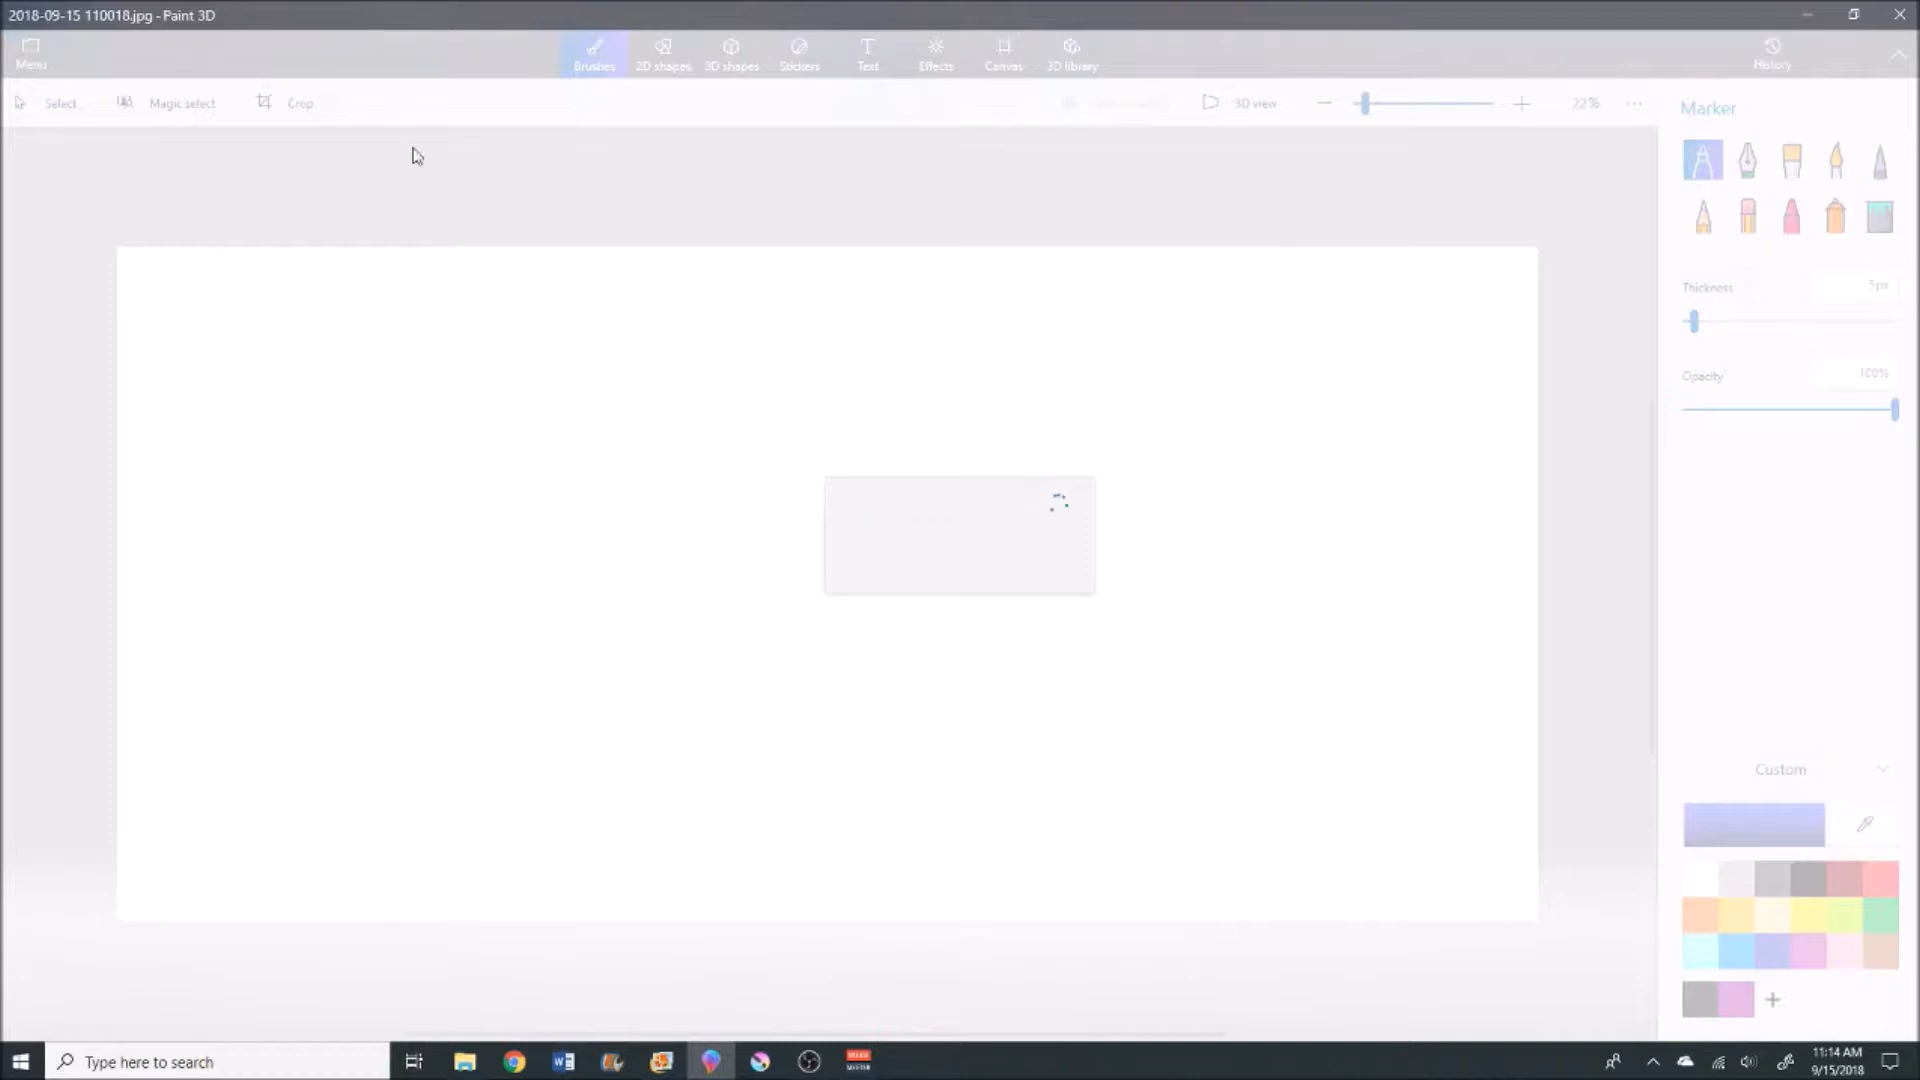 2018-09-15 110018.jpg - Paint 3D
Menu
Brushes
2D shapes
3D shapes
Stickers
Text
Effects
Canvas
3D library
History
Select
Magic select
Crop
3D view
22%
Marker
Thickness
5px
Opacity
100%
Custom
Type here to search
11:14 AM
9/15/2018